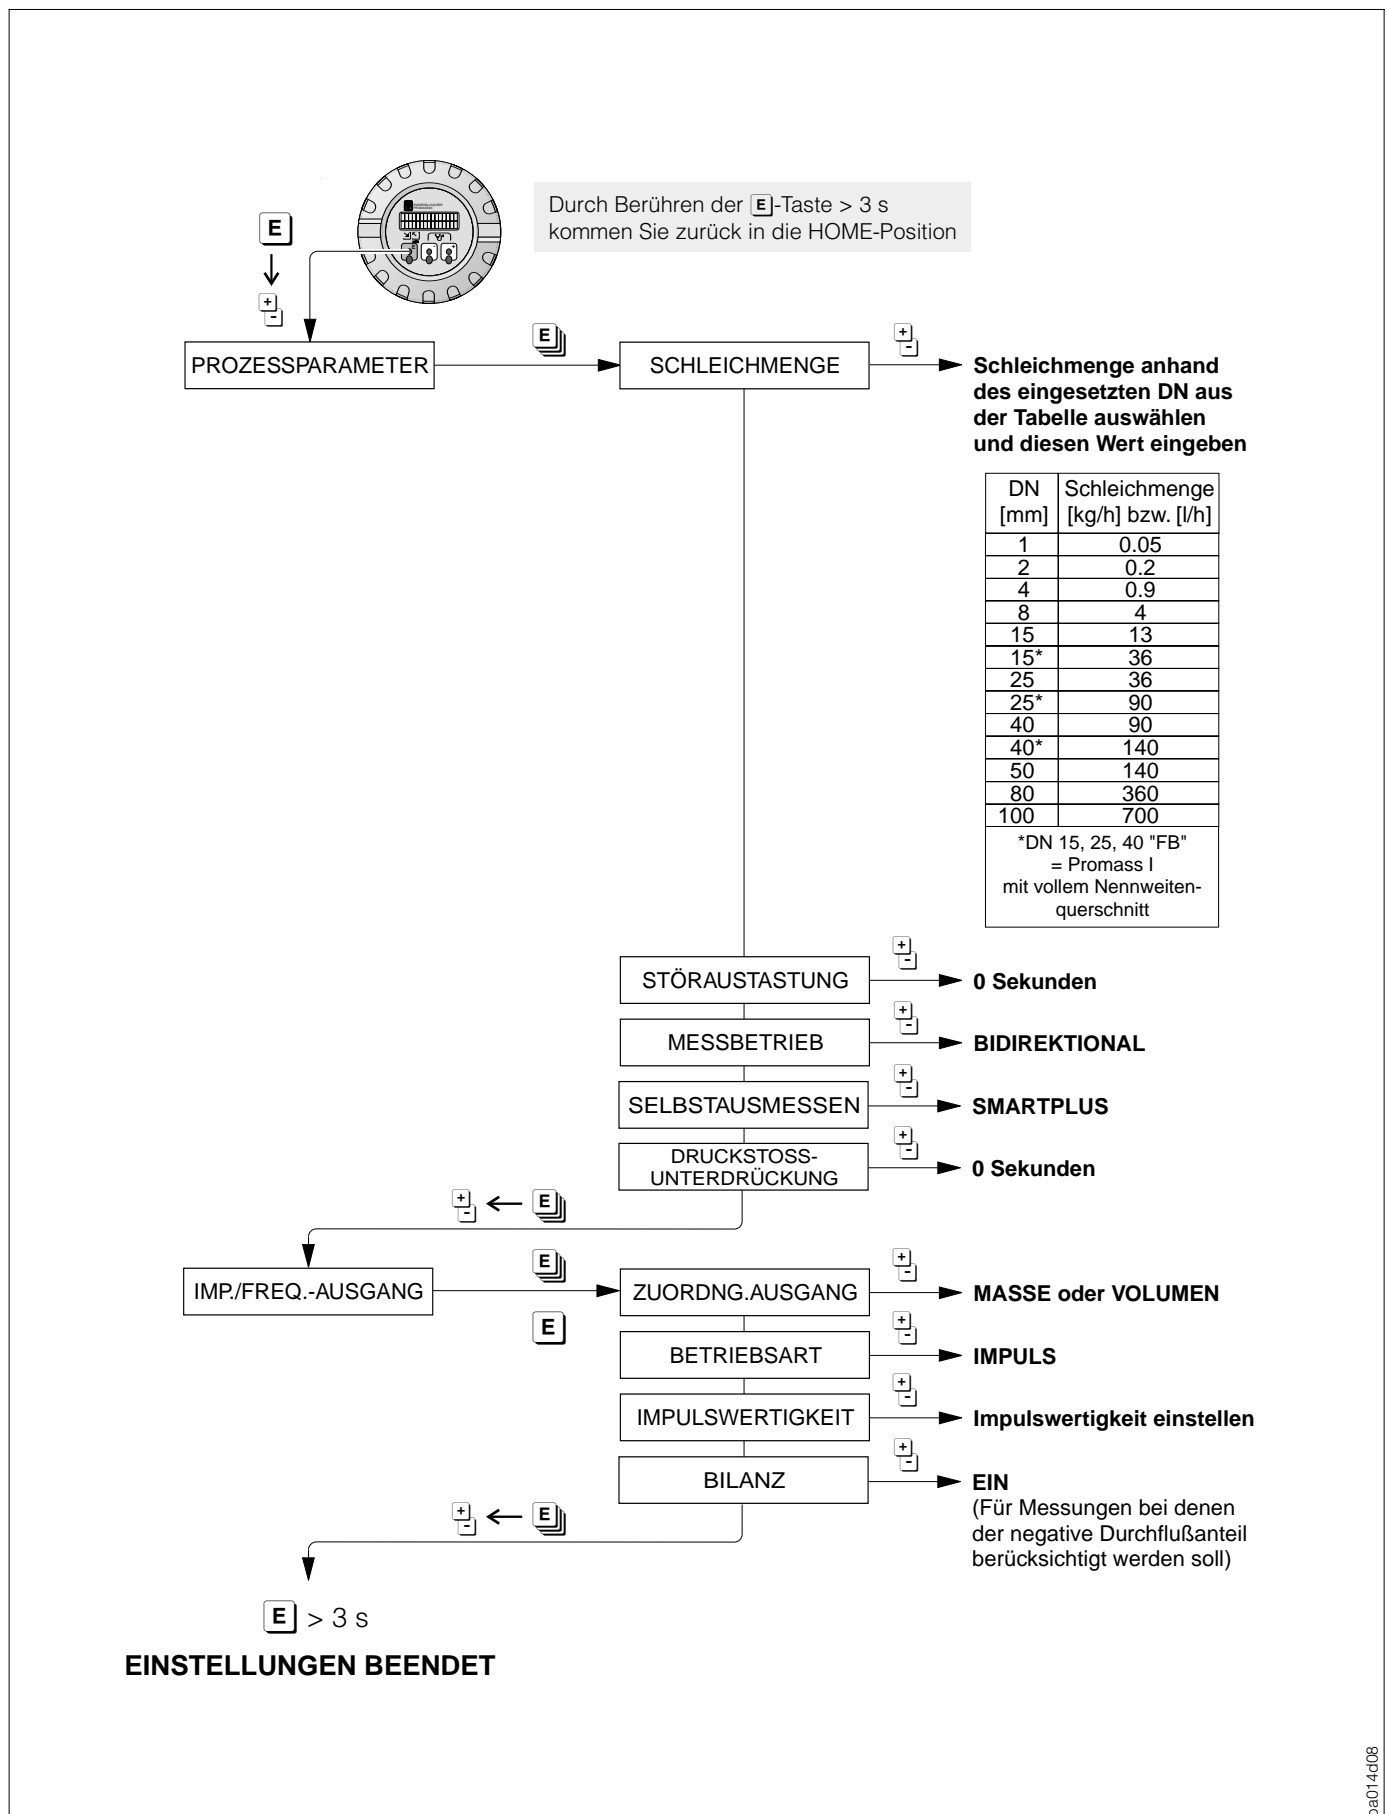 Durch Berühren der E-Taste > 3 s
kommen Sie zurück in die HOME-Position
E
+
-
PROZESSPARAMETER
E
SCHLEICHMENGE
+
-
Schleichmenge anhand
des eingesetzten DN aus
der Tabelle auswählen
und diesen Wert eingeben
DN Schleichmenge
[mm] [kg/h] bzw. [l/h]
1 0.05
2 0.2
4 0.9
8 4
15 13
15* 36
25 36
25* 90
40 90
40* 140
50 140
80 360
100 700
*DN 15, 25, 40 "FB"
= Promass I
mit vollem Nennweiten-
querschnitt
STÖRAUSTASTUNG
+
-
0 Sekunden
MESSBETRIEB
+
-
BIDIREKTIONAL
SELBSTAUSMESSEN
+
-
SMARTPLUS
DRUCKSTOSS-
UNTERDRÜCKUNG
+
-
0 Sekunden
+
-
E
IMP./FREQ.-AUSGANG
E
E
ZUORDNG.AUSGANG
+
-
MASSE oder VOLUMEN
BETRIEBSART
+
-
IMPULS
IMPULSWERTIGKEIT
+
-
Impulswertigkeit einstellen
BILANZ
+
-
EIN
(Für Messungen bei denen
der negative Durchflußanteil
berücksichtigt werden soll)
+
-
E
E > 3 s
EINSTELLUNGEN BEENDET
ba014d08